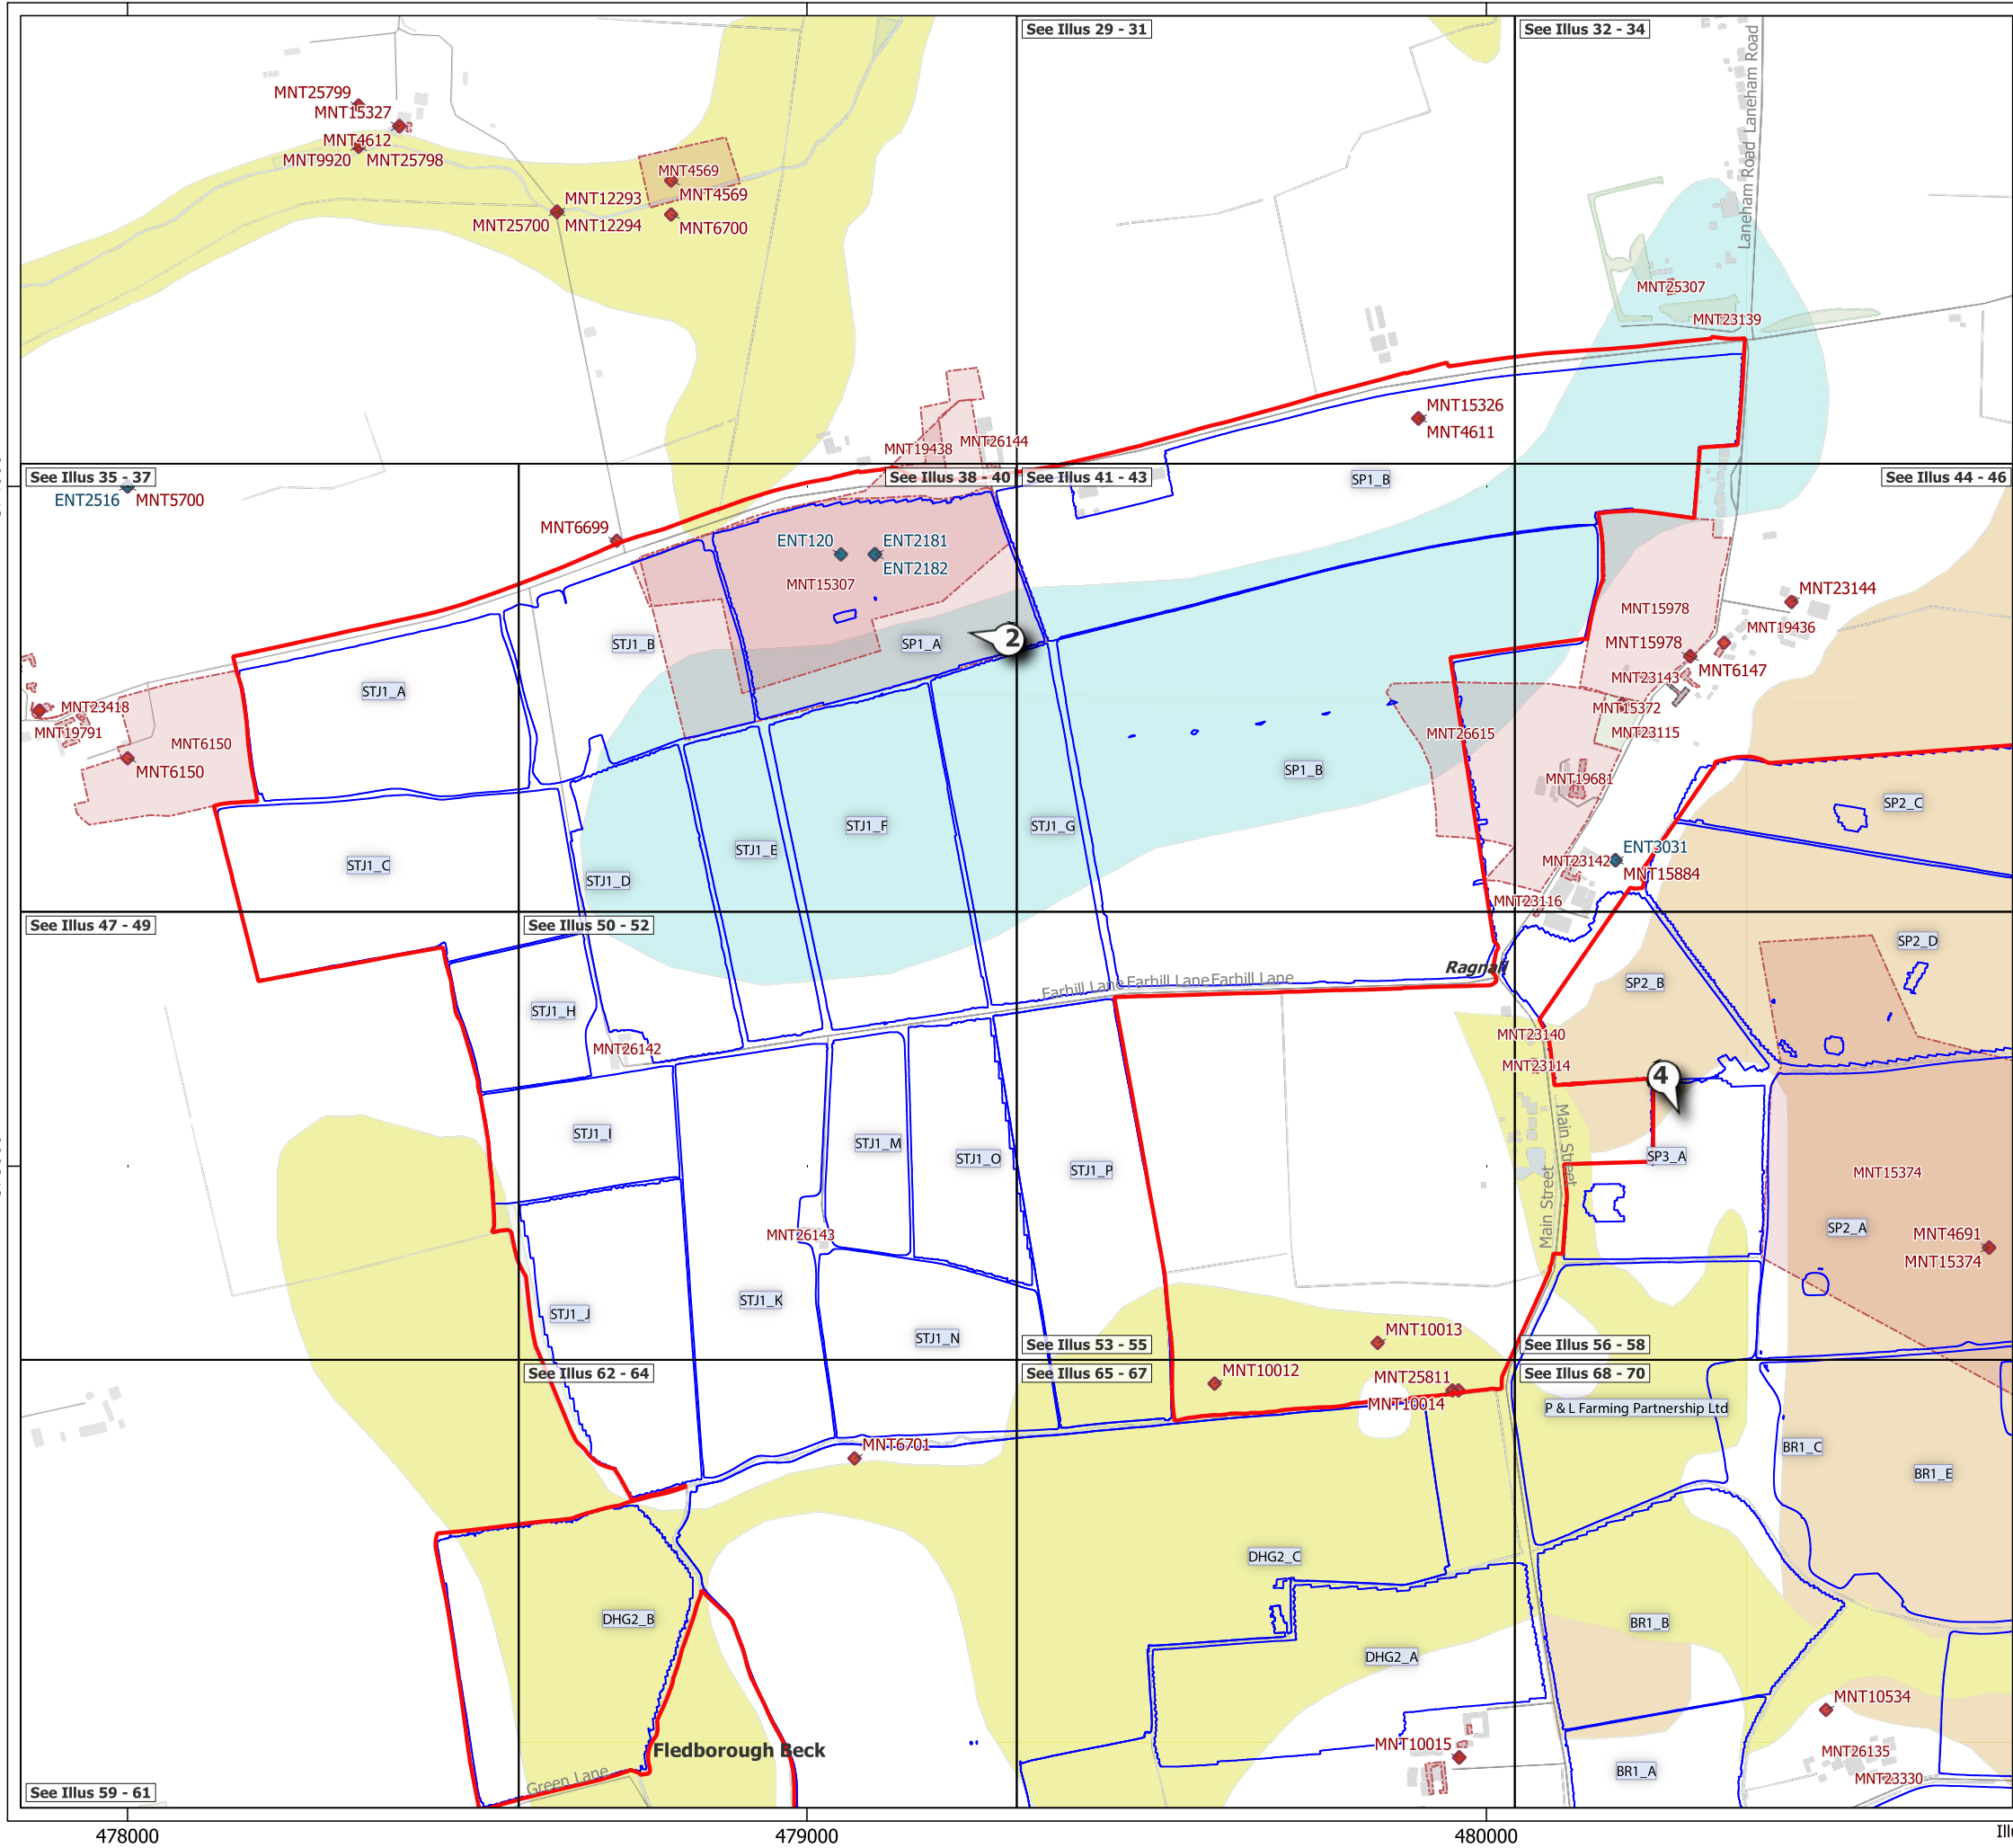 See Illus 29 - 31
See Illus 32 - 34
Laneham Road Laneham Road
MNT25799
MNT15327
MNT4612
MNT9920
MNT25798
MNT4569
MNT4569
MNT12293
MNT25700
MNT12294
MNT6700
MNT25307
MNT23139
MNT15326
MNT4611
MNT19438
MNT26144
See Illus 35 - 37
See Illus 38 - 40
See Illus 41 - 43
SP1_B
See Illus 44 - 46
ENT2516
MNT5700
MNT6699
ENT120
ENT2181
ENT2182
MNT15307
MNT23144
MNT15978
MNT19436
STJ1_B
SP1_A
2
MNT15978
MNT6147
MNT23143
STJ1_A
MNT23418
MNT15372
MNT19791
MNT6150
MNT26615
MNT23115
MNT6150
SP1_B
MNT19681
SP2_C
STJ1_F
STJ1_G
STJ1_E
ENT3031
STJ1_C
MNT23142
MNT15884
STJ1_D
MNT23116
See Illus 47 - 49
See Illus 50 - 52
SP2_D
Ragnall
Farhill Lane Farhill Lane Farhill Lane
SP2_B
STJ1_H
MNT23140
MNT26142
MNT23114
4
STJ1_I
STJ1_M
Main Street
STJ1_O
STJ1_P
SP3_A
MNT15374
Main Street
MNT26143
SP2_A
MNT4691
MNT15374
STJ1_K
STJ1_J
STJ1_N
MNT10013
See Illus 53 - 55
See Illus 56 - 58
See Illus 62 - 64
See Illus 65 - 67
MNT10012
MNT25811
See Illus 68 - 70
MNT10014
P & L Farming Partnership Ltd
MNT6701
BR1_C
BR1_E
DHG2_C
DHG2_B
BR1_B
DHG2_A
MNT10534
Fledborough Beck
MNT10015
MNT26135
Green Lane
BR1_A
MNT23330
See Illus 59 - 61
478000
479000
480000